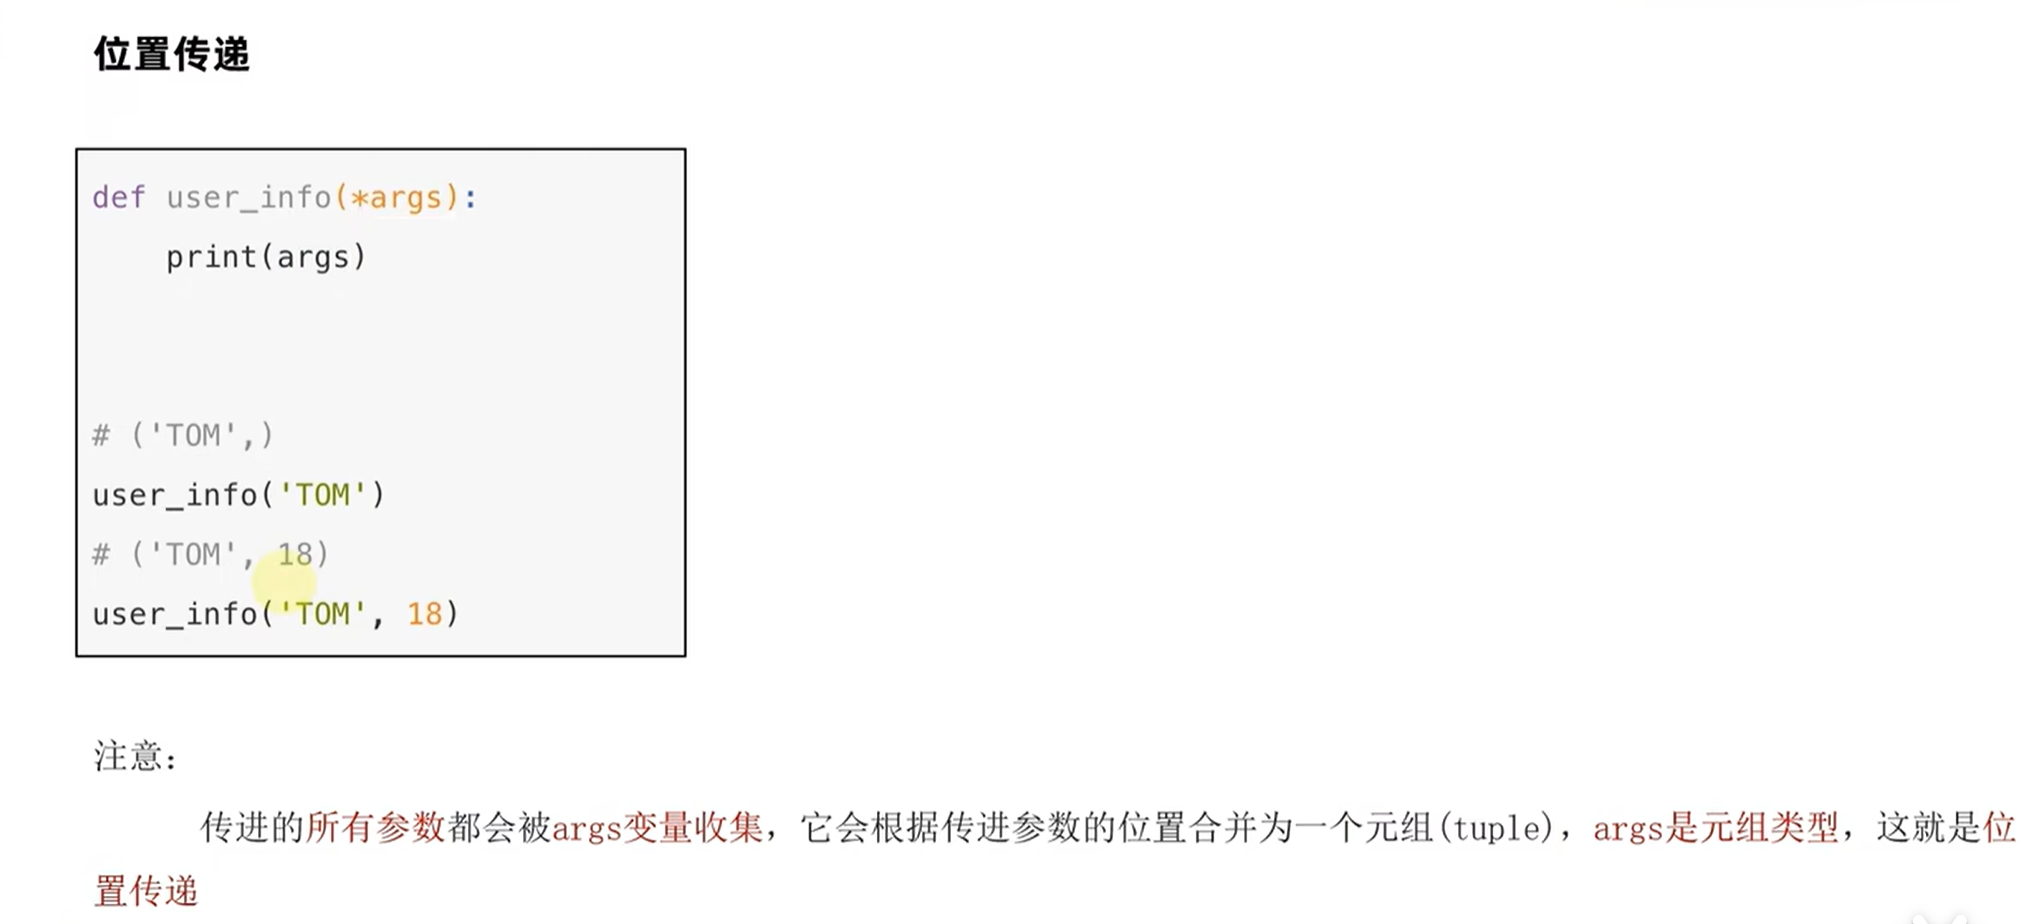 位置传递
def user_info(*args):
    print(args)
# ('TOM',)
user_info('TOM')
# ('TOM', 18)
user_info('TOM', 18)
注意：
传进的所有参数都会被args变量收集，它会根据传进参数的位置合并为一个元组(tuple)，args是元组类型，这就是位
置传递